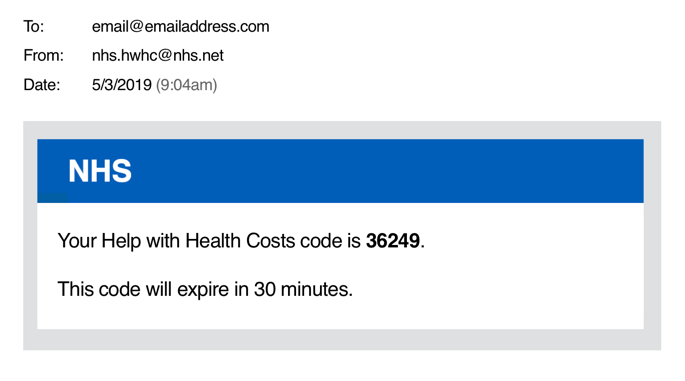 To: email@emailaddress.com
From: nhs.hwhc@nhs.net
Date: 5/3/2019 (9:04am)
NHS
Your Help with Health Costs code is 36249.
This code will expire in 30 minutes.